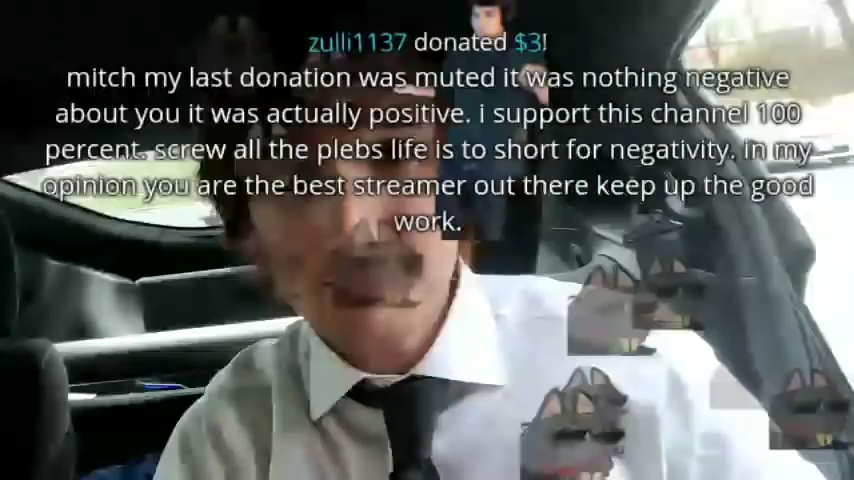 zulli1137 donated $3!
mitch my last donation was muted it was nothing negative
about you it was actually positive. i support this channel 100
percent. screw all the plebs life is to short for negativity. in my
opinion you are the best streamer out there keep up the good
work.